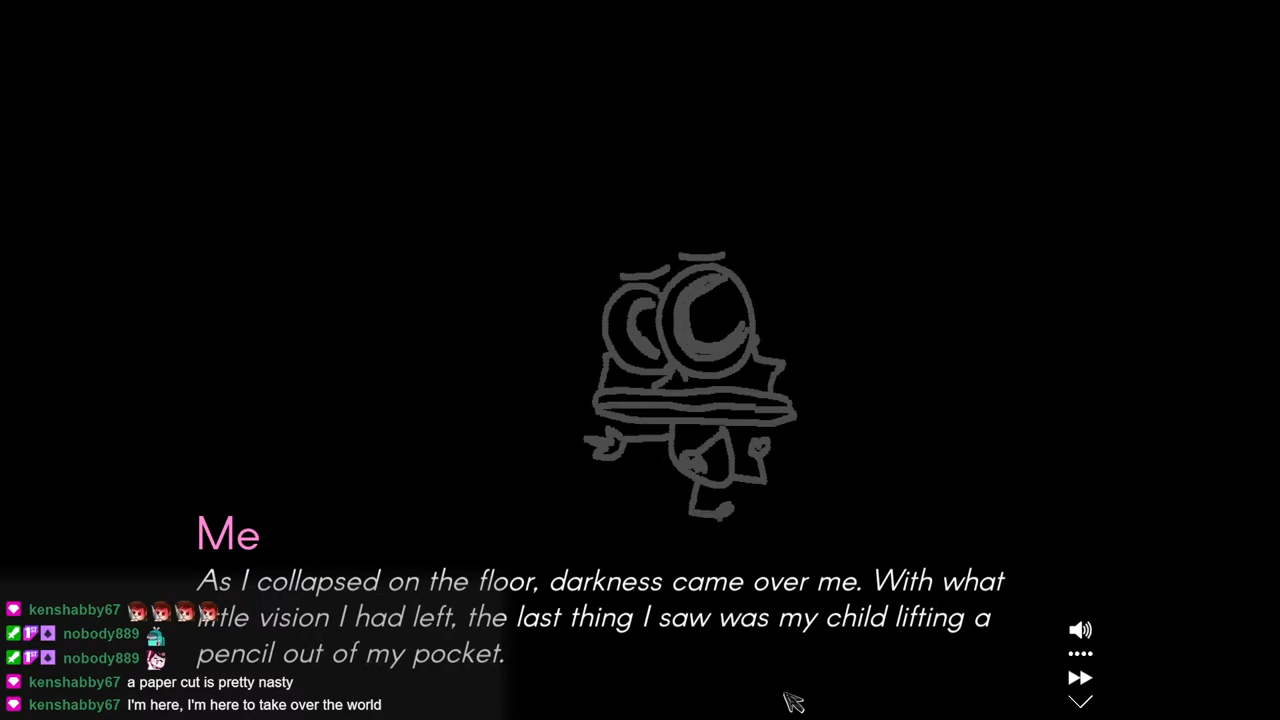 Me
As I collapsed on the floor, darkness came over me. With what
little vision I had left, the last thing I saw was my child lifting a
pencil out of my pocket.
kenshabby67
nobody889
nobody889
kenshabby67 a paper cut is pretty nasty
kenshabby67 I'm here, I'm here to take over the world